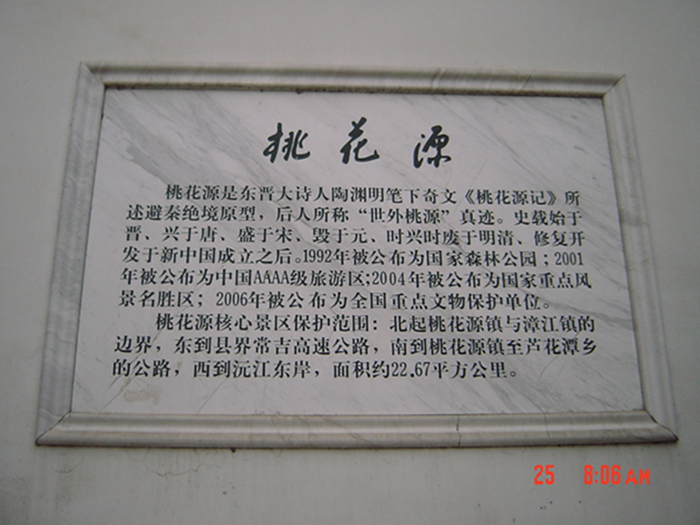 桃花源
桃花源是东晋大诗人陶渊明笔下奇文《桃花源记》所
述避秦绝境原型，后人所称“世外桃源”真迹。史载始于
晋、兴于唐、盛于宋、毁于元、时兴时废于明清、修复开
发于新中国成立之后。1992年被公布为国家森林公园；2001
年被公布为中国AAAA级旅游区;2004年被公布为国家重点风
景名胜区；2006年被公布为全国重点文物保护单位。
桃花源核心景区保护范围：北起桃花源镇与漳江镇的
边界，东到县界常吉高速公路，南到桃花源镇至芦花潭乡
的公路，西到沅江东岸，面积约22.67平方公里。
25 8:06AM